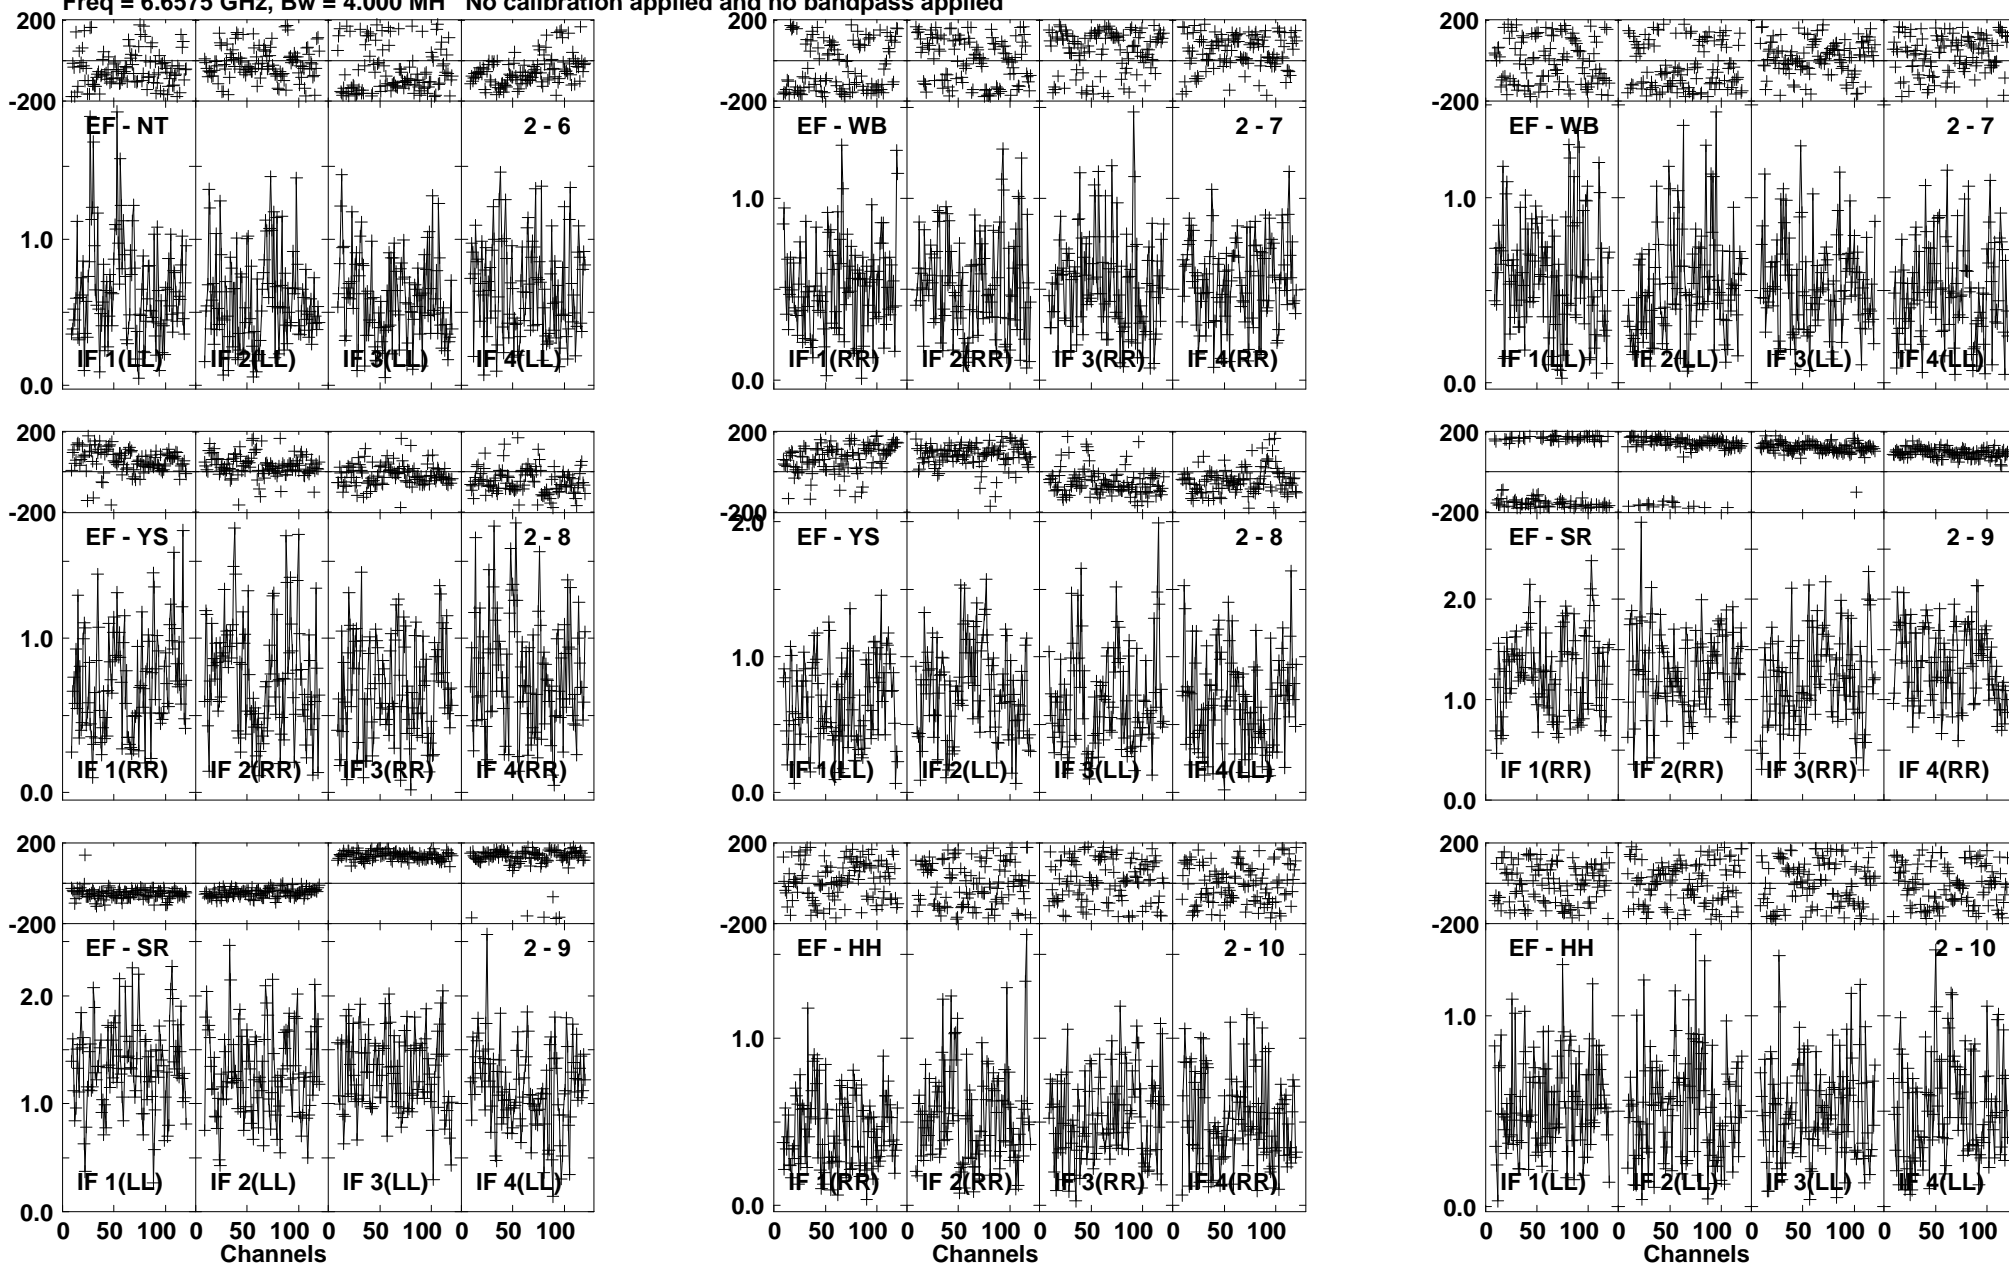 Freq = 6.6575 GHz, Bw = 4.000 MH No calibration applied and no bandpass applied
200 200 200
-200 -200 -200
EF - NT 2 - 6 EF - WB 2 - 7 EF - WB 2 - 7
1.0 1.0 1.0
IF 1(LL) IF 2(LL) IF 3(LL) IF 4(LL) IF 1(RR) IF 2(RR) IF 3(RR) IF 4(RR) IF 1(LL) IF 2(LL) IF 3(LL) IF 4(LL)
0.0 0.0 0.0
200 200 200
-200 -200 -200
2.0
EF - YS 2 - 8 EF - YS 2 - 8 EF - SR 2 - 9
2.0
1.0 1.0 1.0
IF 1(RR) IF 2(RR) IF 3(RR) IF 4(RR) IF 1(LL) IF 2(LL) IF 3(LL) IF 4(LL) IF 1(RR) IF 2(RR) IF 3(RR) IF 4(RR)
0.0 0.0 0.0
200 200 200
-200 -200 -200
EF - SR 2 - 9 EF - HH 2 - 10 EF - HH 2 - 10
2.0 1.0 1.0
1.0
IF 1(LL) IF 2(LL) IF 3(LL) IF 4(LL) IF 1(RR) IF 2(RR) IF 3(RR) IF 4(RR) IF 1(LL) IF 2(LL) IF 3(LL) IF 4(LL)
0.0 0.0 0.0
0 50 100 0 50 100 0 50 100 0 50 100 0 50 100 0 50 100 0 50 100 0 50 100 0 50 100 0 50 100 0 50 100 0 50 100
Channels Channels Channels